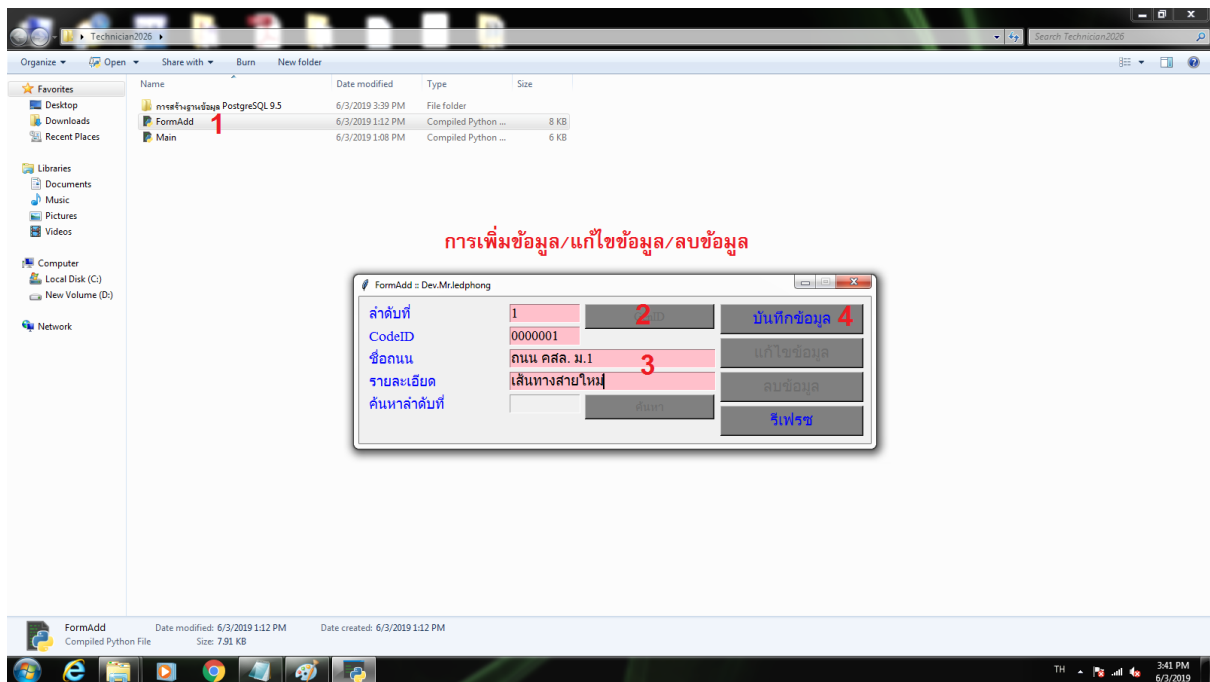 Technician2026
Search Technician2026
Organize
Open
Share with
Burn
New folder
Name
Date modified
Type
Size
Favorites
Desktop
Downloads
Recent Places
Libraries
Documents
Music
Pictures
Videos
Computer
Local Disk (C:)
New Volume (D:)
Network
การสร้างฐานข้อมูล PostgreSQL 9.5 6/3/2019 3:39 PM File folder
FormAdd 1 6/3/2019 1:12 PM Compiled Python ... 8 KB
Main 6/3/2019 1:08 PM Compiled Python ... 6 KB
การเพิ่มข้อมูล/แก้ไขข้อมูล/ลบข้อมูล
FormAdd :: Dev.Mr.ledphong
ลำดับที่ 1 2 CodeID
CodeID 0000001
ชื่อถนน ถนน คสล. ม.1 3
รายละเอียด เส้นทางสายใหม่
ค้นหาลำดับที่ ค้นหา
บันทึกข้อมูล 4
แก้ไขข้อมูล
ลบข้อมูล
รีเฟรซ
FormAdd Date modified: 6/3/2019 1:12 PM Date created: 6/3/2019 1:12 PM
Compiled Python File Size: 7.91 KB
TH
3:41 PM
6/3/2019